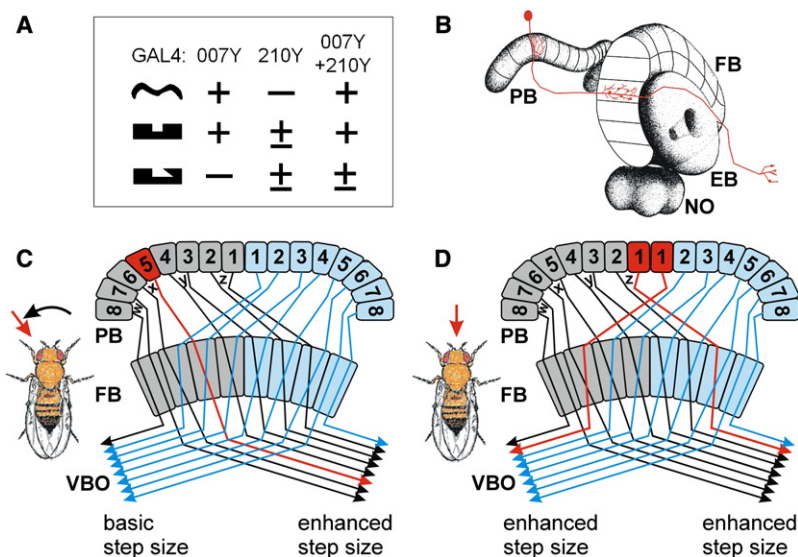 A
GAL4: 007Y 210Y 007Y +210Y
+ − +
+ ± +
− ± ±
B
PB
FB
EB
NO
C
8 7 6 5 4 3 2 1 1 2 3 4 5 6 7 8
w x y z
PB
FB
VBO
basic step size
enhanced step size
D
8 7 6 5 4 3 2 1 1 2 3 4 5 6 7 8
w x y z
PB
FB
VBO
enhanced step size
enhanced step size